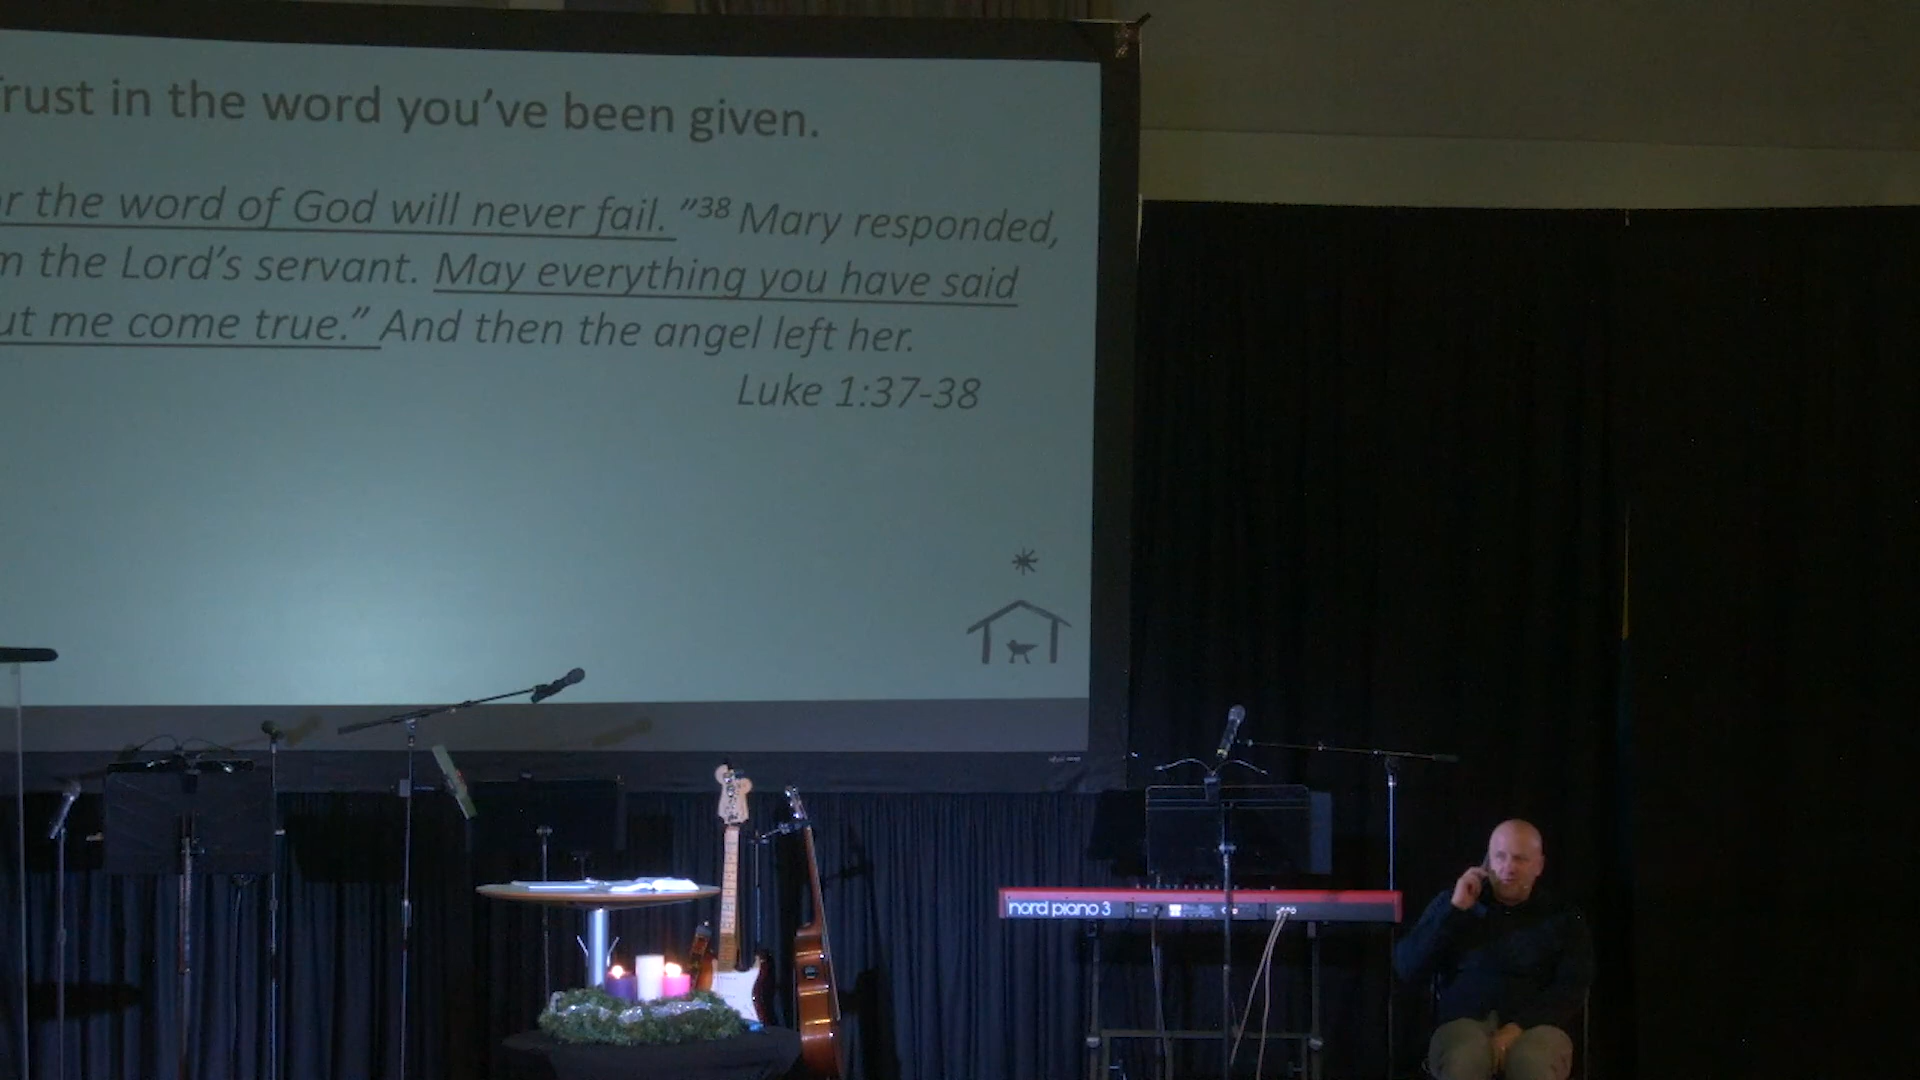 rust in the word you've been given.
r the word of God will never fail. "38 Mary responded,
m the Lord's servant. May everything you have said
ut me come true." And then the angel left her.
Luke 1:37-38
nord piano 3